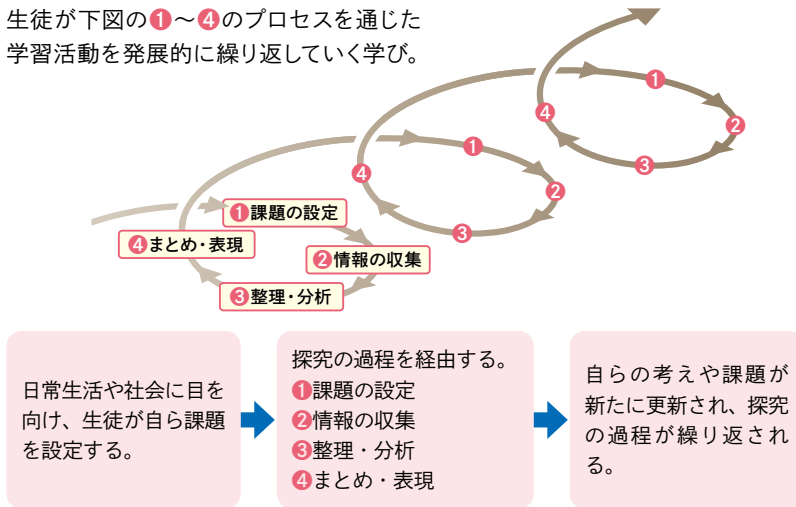 生徒が下図の❶〜❹のプロセスを通じた
学習活動を発展的に繰り返していく学び。
❶
❷
❸
❹
❶
❷
❸
❹
❶課題の設定
❷情報の収集
❸整理・分析
❹まとめ・表現
日常生活や社会に目を
向け、生徒が自ら課題
を設定する。
探究の過程を経由する。
❶課題の設定
❷情報の収集
❸整理・分析
❹まとめ・表現
自らの考えや課題が
新たに更新され、探究
の過程が繰り返され
る。